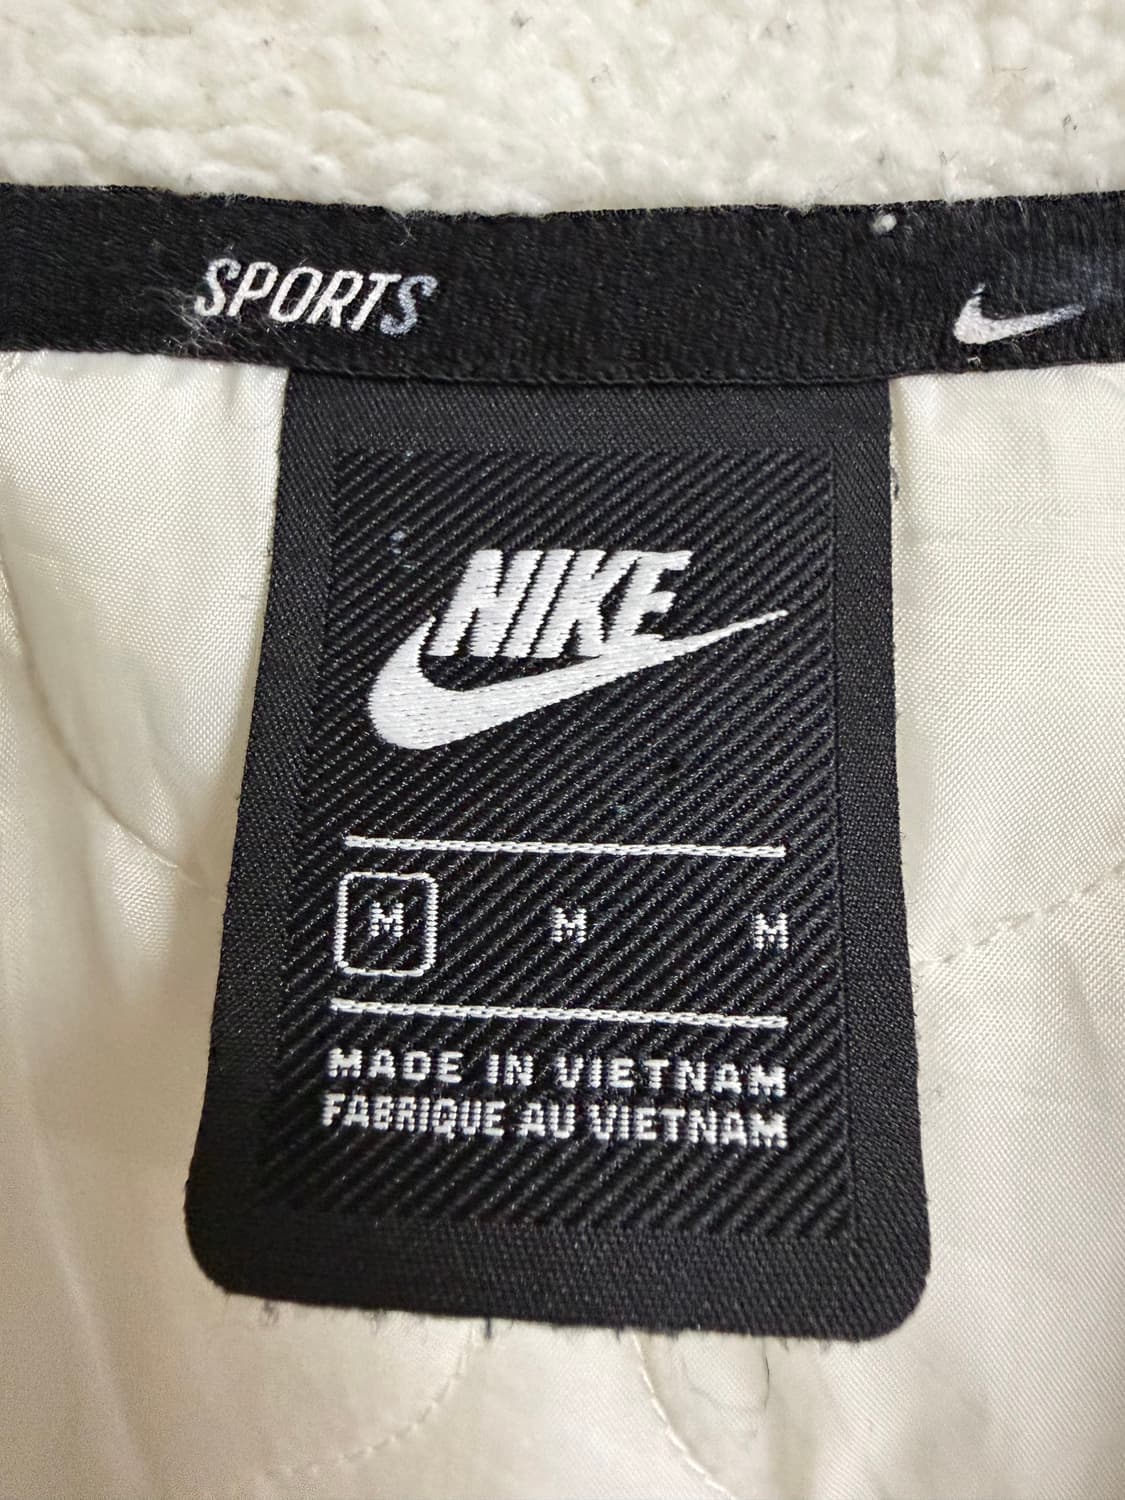 SPORTS
NIKE
M M M
MADE IN VIETNAM
FABRIQUE AU VIETNAM